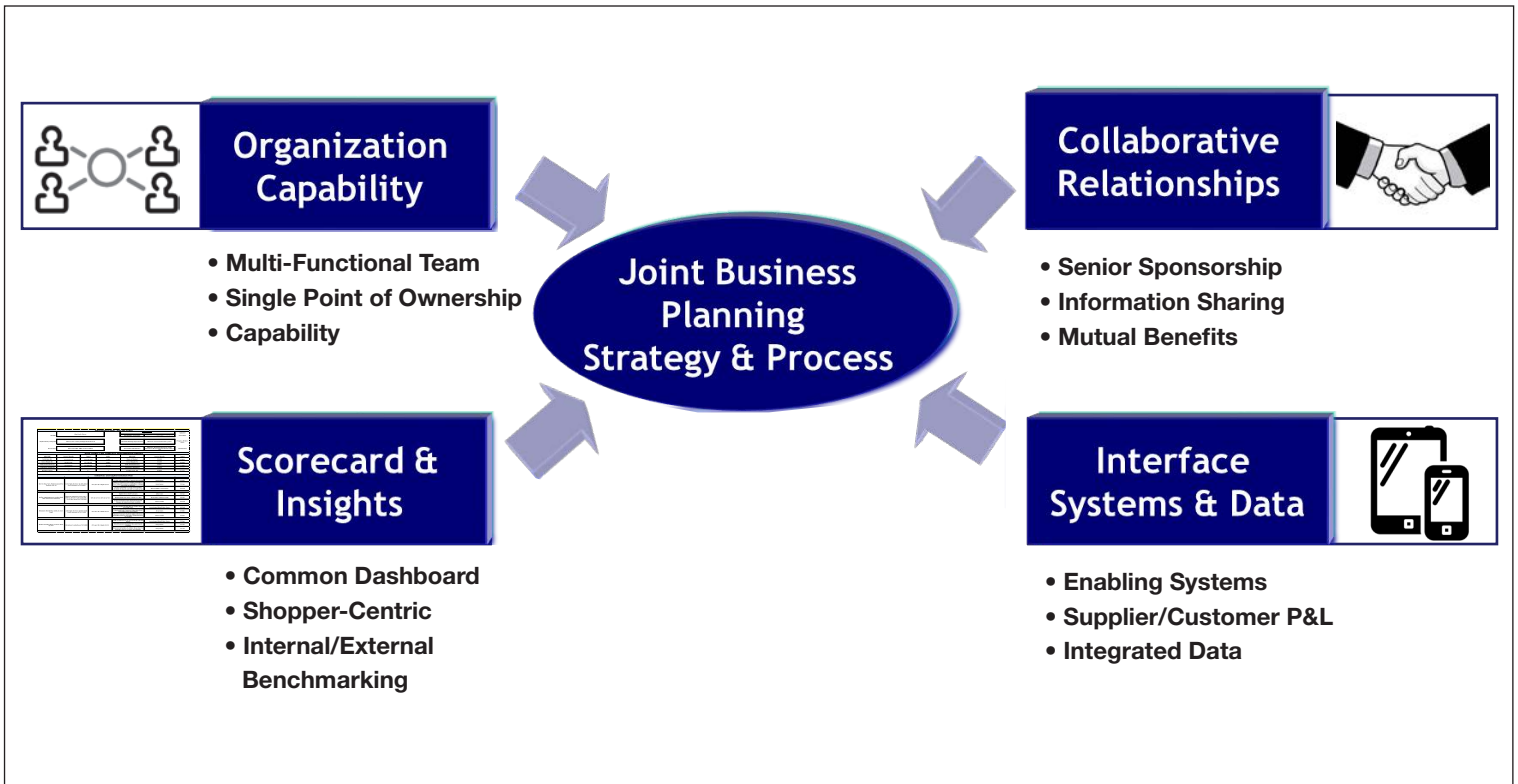 Organization
Capability
• Multi-Functional Team
• Single Point of Ownership
• Capability
Collaborative
Relationships
• Senior Sponsorship
• Information Sharing
• Mutual Benefits
Joint Business
Planning
Strategy & Process
Scorecard &
Insights
• Common Dashboard
• Shopper-Centric
• Internal/External
Benchmarking
Interface
Systems & Data
• Enabling Systems
• Supplier/Customer P&L
• Integrated Data